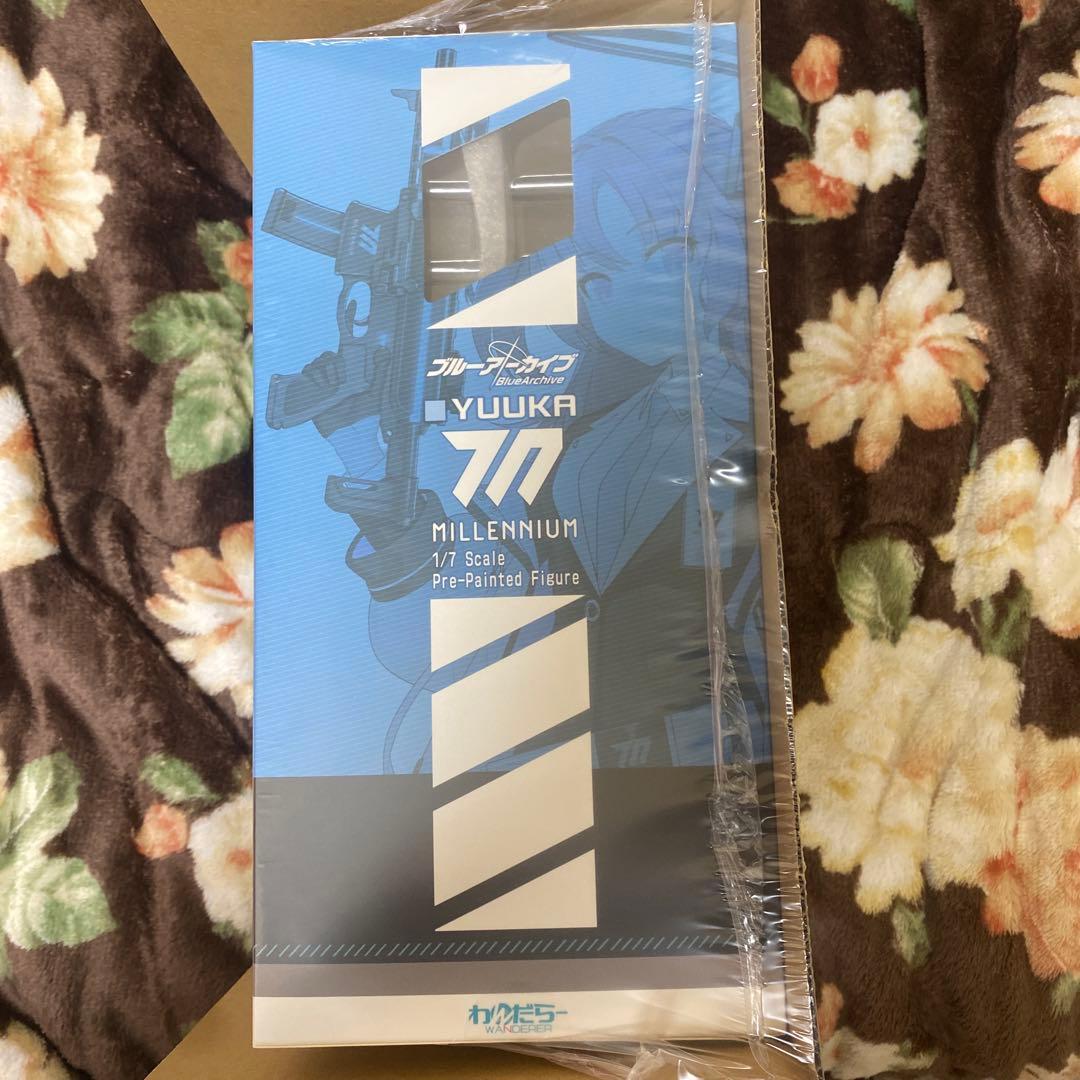 ブルーアーカイブ
BlueArchive
YUUKA
MILLENNIUM
1/7 Scale
Pre-Painted Figure
わんだらー
WANDERER